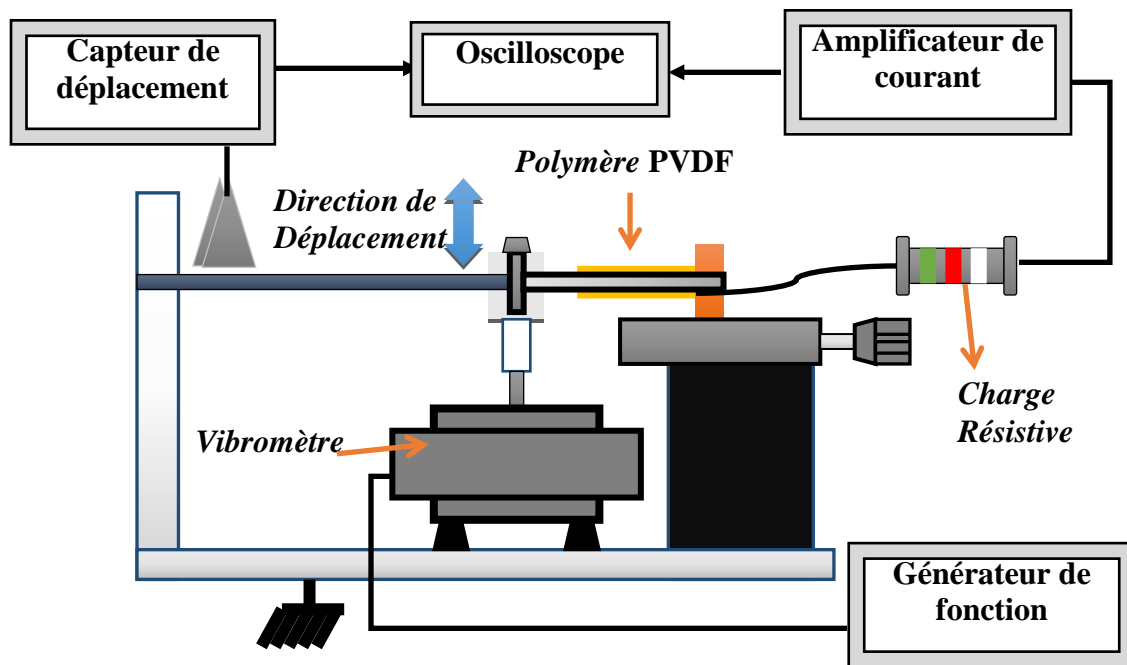 Capteur de
déplacement
Oscilloscope
Amplificateur de
courant
Polymère PVDF
Direction de
Déplacement
Charge
Résistive
Vibromètre
Générateur de
fonction